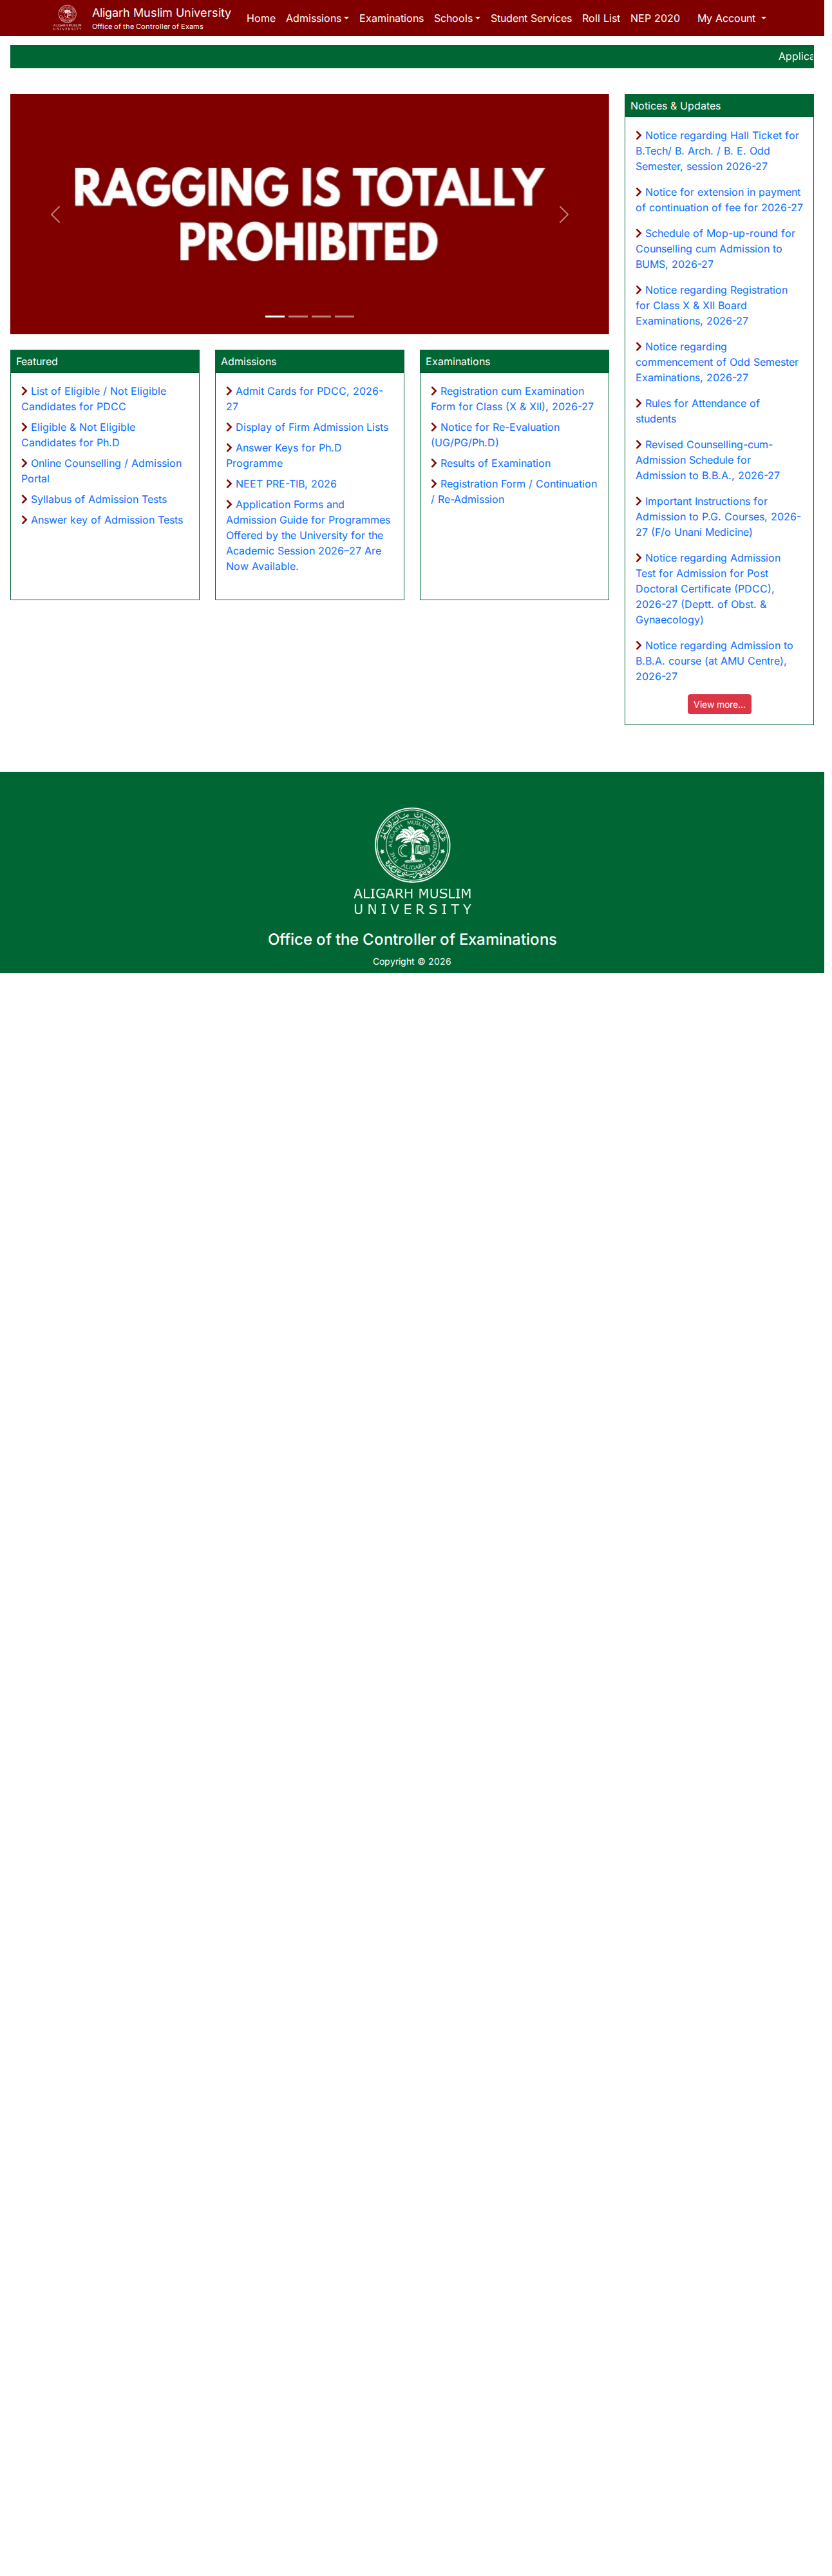 Aligarh Muslim University
Office of the Controller of Exams
Home Admissions Examinations Schools Student Services Roll List NEP 2020 My Account
Applica
RAGGING IS TOTALLY
PROHIBITED
Featured
List of Eligible / Not Eligible
Candidates for PDCC
Eligible & Not Eligible
Candidates for Ph.D
Online Counselling / Admission
Portal
Syllabus of Admission Tests
Answer key of Admission Tests
Admissions
Admit Cards for PDCC, 2026-
27
Display of Firm Admission Lists
Answer Keys for Ph.D
Programme
NEET PRE-TIB, 2026
Application Forms and
Admission Guide for Programmes
Offered by the University for the
Academic Session 2026–27 Are
Now Available.
Examinations
Registration cum Examination
Form for Class (X & XII), 2026-27
Notice for Re-Evaluation
(UG/PG/Ph.D)
Results of Examination
Registration Form / Continuation
/ Re-Admission
Notices & Updates
Notice regarding Hall Ticket for
B.Tech/ B. Arch. / B. E. Odd
Semester, session 2026-27
Notice for extension in payment
of continuation of fee for 2026-27
Schedule of Mop-up-round for
Counselling cum Admission to
BUMS, 2026-27
Notice regarding Registration
for Class X & XII Board
Examinations, 2026-27
Notice regarding
commencement of Odd Semester
Examinations, 2026-27
Rules for Attendance of
students
Revised Counselling-cum-
Admission Schedule for
Admission to B.B.A., 2026-27
Important Instructions for
Admission to P.G. Courses, 2026-
27 (F/o Unani Medicine)
Notice regarding Admission
Test for Admission for Post
Doctoral Certificate (PDCC),
2026-27 (Deptt. of Obst. &
Gynaecology)
Notice regarding Admission to
B.B.A. course (at AMU Centre),
2026-27
View more...
ALIGARH MUSLIM
UNIVERSITY
Office of the Controller of Examinations
Copyright © 2026